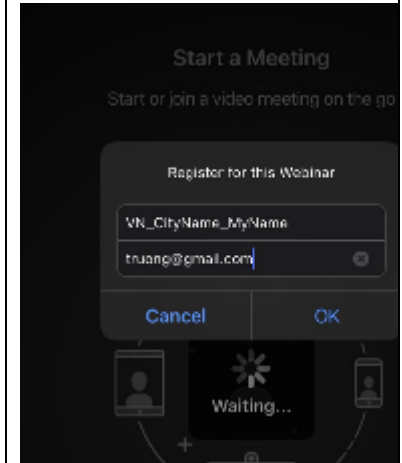 Start a Meeting
Start or join a video meeting on the go
Register for this Webinar
VN_CityName_MyName
truong@gmail.com
Cancel
OK
Waiting...